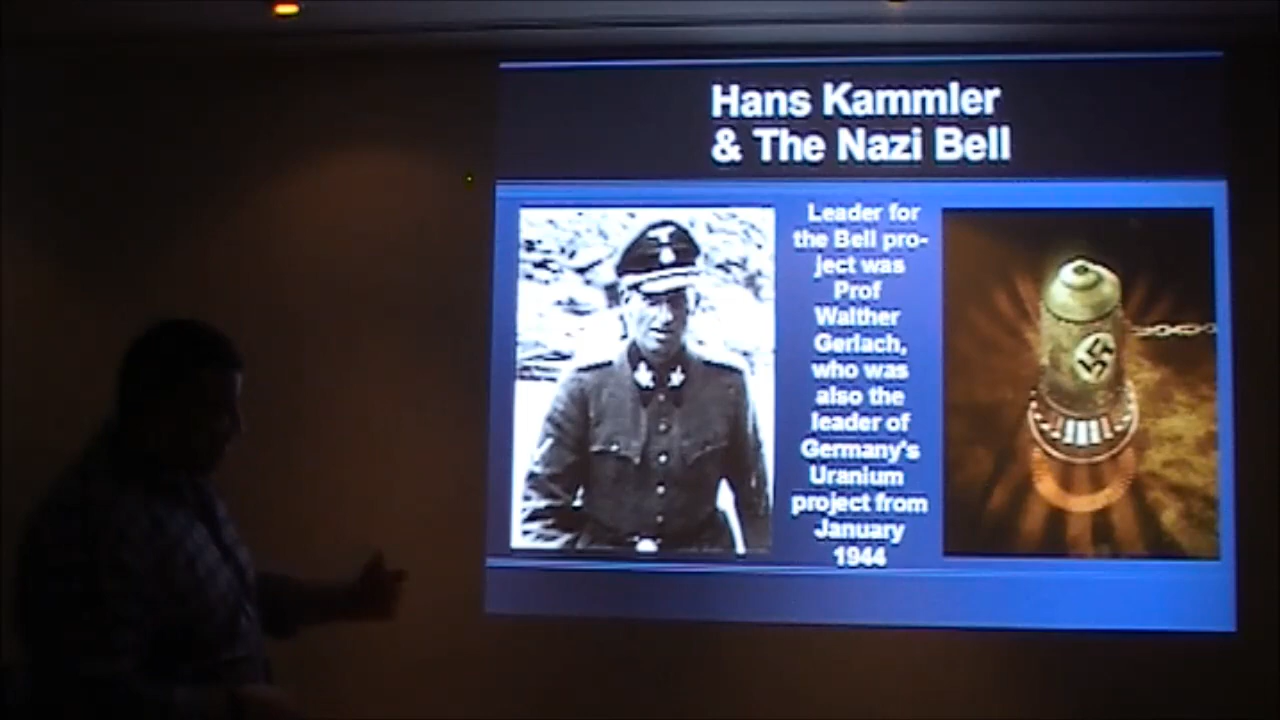 Hans Kammler
& The Nazi Bell
Leader for
the Bell pro-
ject was
Prof
Walther
Gerlach,
who was
also the
leader of
Germany's
Uranium
project from
January
1944